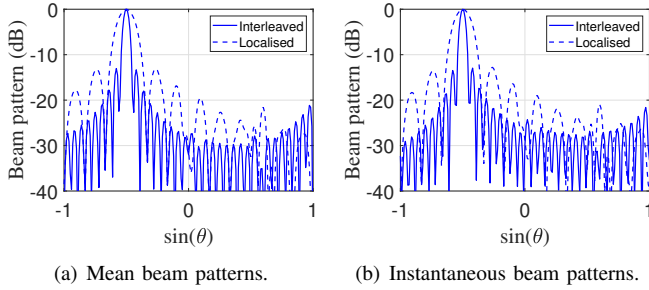 0
-10
-20
-30
-40
Beam pattern (dB)
Interleaved
Localised
-1
0
1
sin(θ)
(a) Mean beam patterns.
0
-10
-20
-30
-40
Beam pattern (dB)
Interleaved
Localised
-1
0
1
sin(θ)
(b) Instantaneous beam patterns.